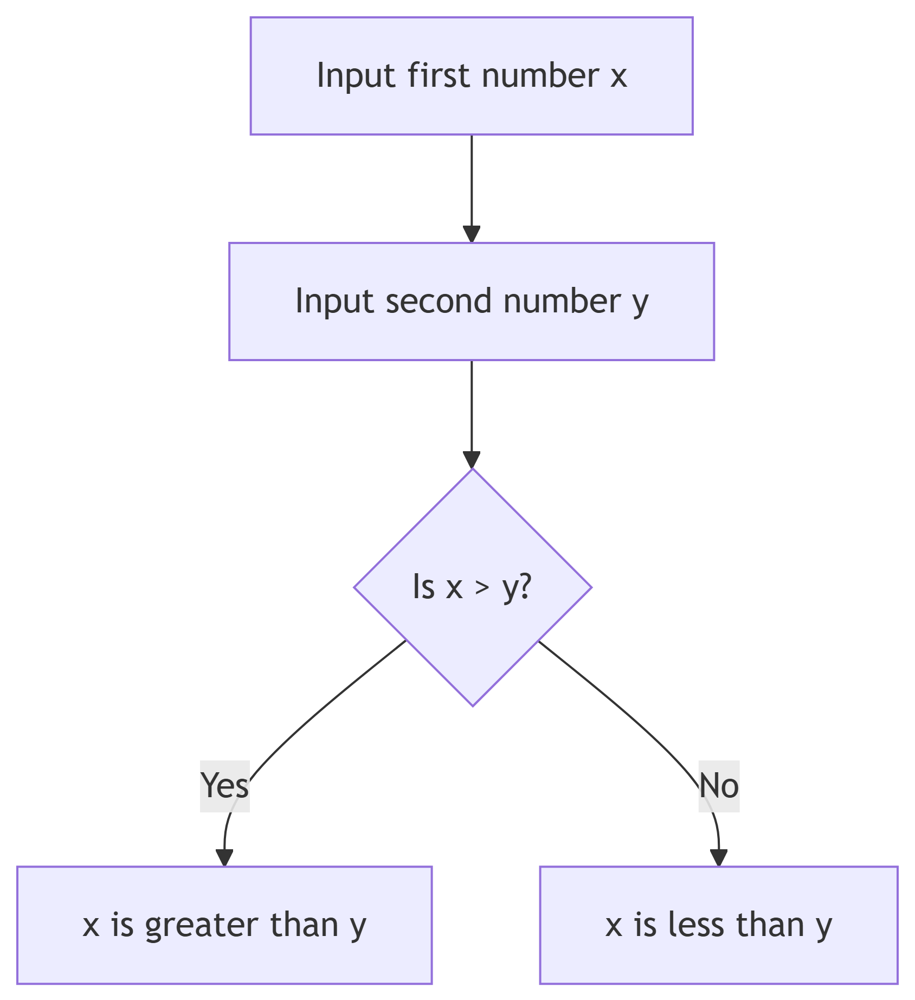 Input first number x
Input second number y
Is x > y?
Yes
No
x is greater than y
x is less than y